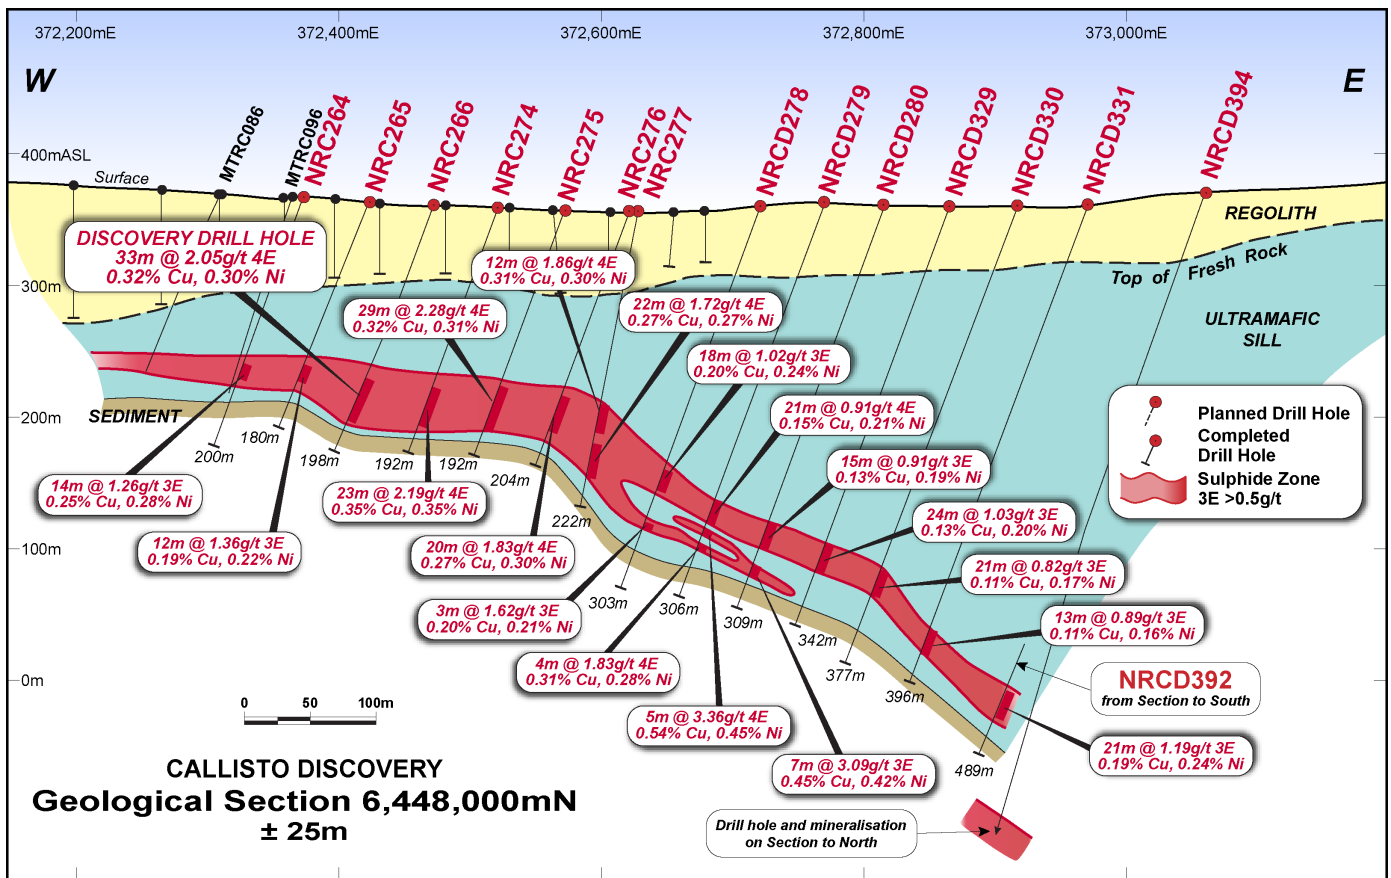 372,200mE
372,400mE
372,600mE
372,800mE
373,000mE
W
E
MTRC086
MTRC096
NRC264
NRC265
NRC266
NRC274
NRC275
NRC276
NRC277
NRCD278
NRCD279
NRCD280
NRCD329
NRCD330
NRCD331
NRCD394
400mASL
Surface
REGOLITH
Top of Fresh Rock
ULTRAMAFIC
SILL
DISCOVERY DRILL HOLE
33m @ 2.05g/t 4E
0.32% Cu, 0.30% Ni
12m @ 1.86g/t 4E
0.31% Cu, 0.30% Ni
300m
29m @ 2.28g/t 4E
0.32% Cu, 0.31% Ni
22m @ 1.72g/t 4E
0.27% Cu, 0.27% Ni
18m @ 1.02g/t 3E
0.20% Cu, 0.24% Ni
21m @ 0.91g/t 4E
0.15% Cu, 0.21% Ni
15m @ 0.91g/t 3E
0.13% Cu, 0.19% Ni
24m @ 1.03g/t 3E
0.13% Cu, 0.20% Ni
21m @ 0.82g/t 3E
0.11% Cu, 0.17% Ni
13m @ 0.89g/t 3E
0.11% Cu, 0.16% Ni
Planned Drill Hole
Completed
Drill Hole
Sulphide Zone
3E >0.5g/t
200m
SEDIMENT
200m
180m
198m
192m
192m
204m
222m
303m
306m
309m
342m
377m
396m
489m
14m @ 1.26g/t 3E
0.25% Cu, 0.28% Ni
12m @ 1.36g/t 3E
0.19% Cu, 0.22% Ni
23m @ 2.19g/t 4E
0.35% Cu, 0.35% Ni
20m @ 1.83g/t 4E
0.27% Cu, 0.30% Ni
100m
3m @ 1.62g/t 3E
0.20% Cu, 0.21% Ni
4m @ 1.83g/t 4E
0.31% Cu, 0.28% Ni
5m @ 3.36g/t 4E
0.54% Cu, 0.45% Ni
7m @ 3.09g/t 3E
0.45% Cu, 0.42% Ni
0m
NRCD392
from Section to South
21m @ 1.19g/t 3E
0.19% Cu, 0.24% Ni
0
50
100m
CALLISTO DISCOVERY
Geological Section 6,448,000mN
± 25m
Drill hole and mineralisation
on Section to North